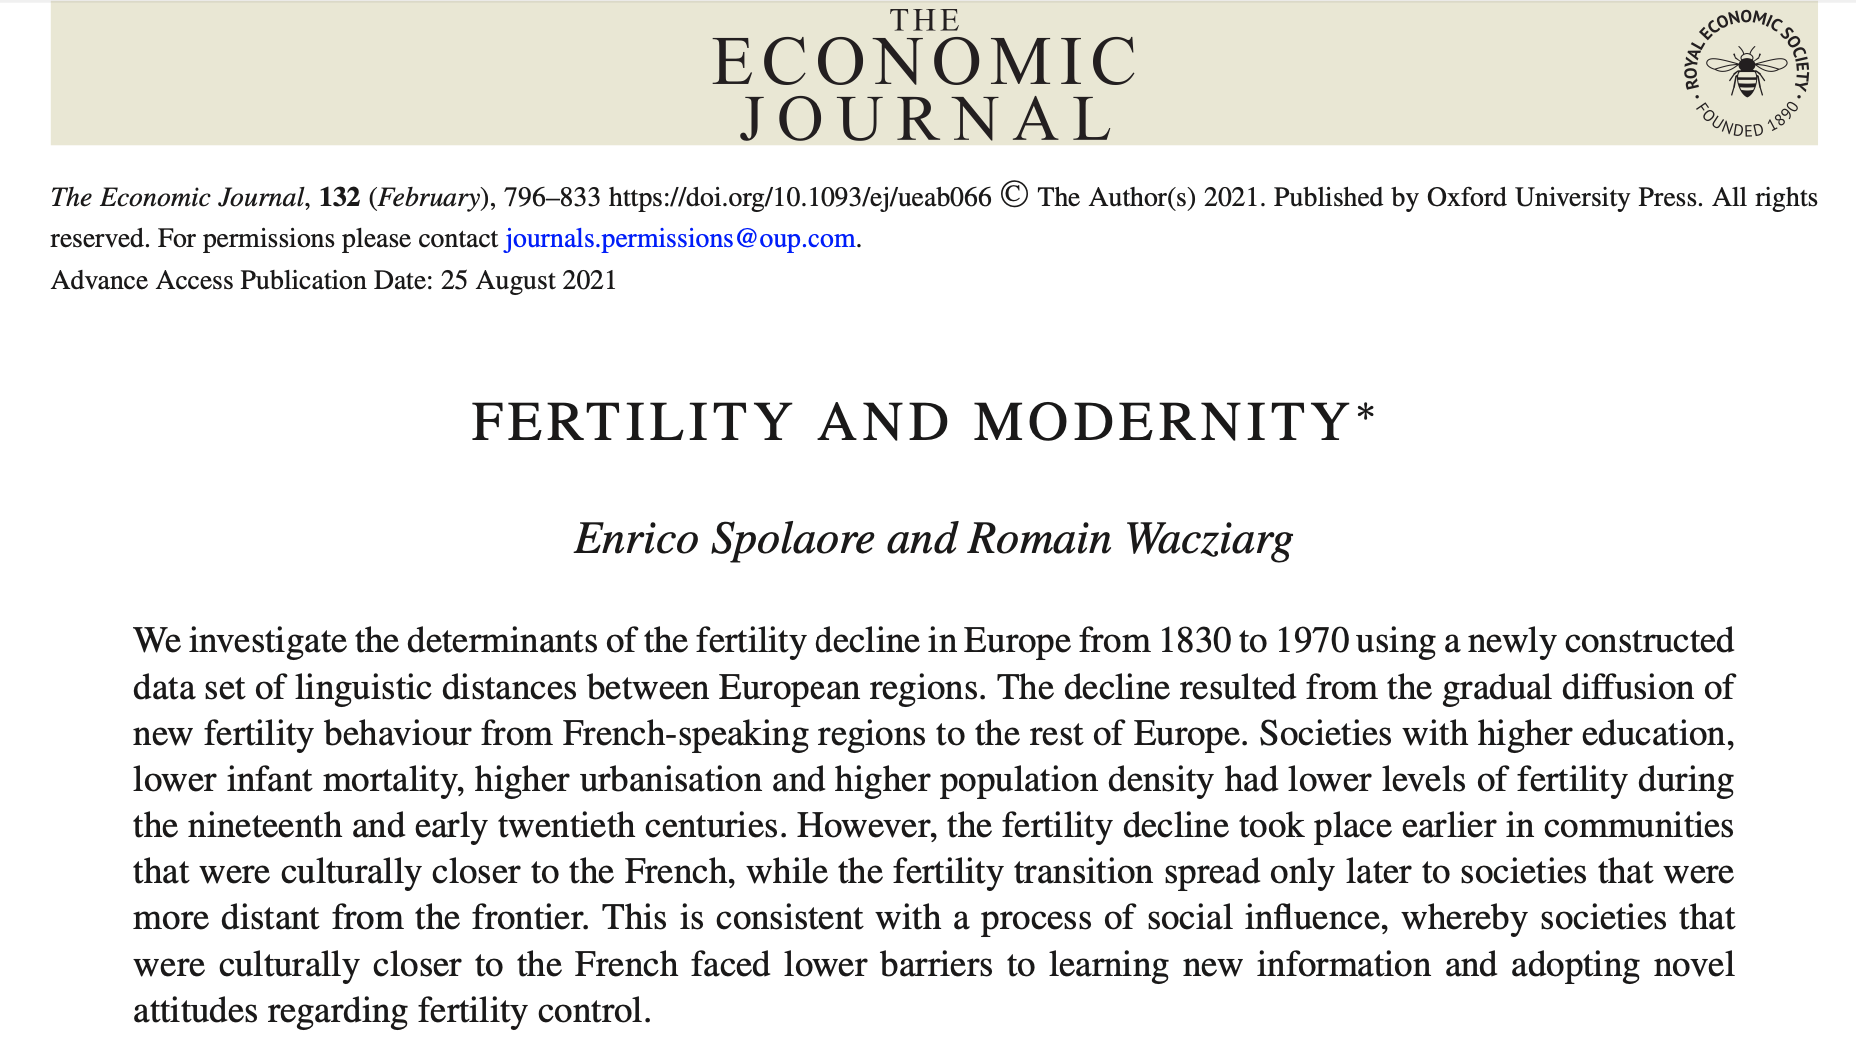 THE
ECONOMIC
JOURNAL
ROYAL ECONOMIC SOCIETY
• FOUNDED 1890 •
The Economic Journal, 132 (February), 796–833 https://doi.org/10.1093/ej/ueab066 © The Author(s) 2021. Published by Oxford University Press. All rights
reserved. For permissions please contact journals.permissions@oup.com.
Advance Access Publication Date: 25 August 2021
FERTILITY AND MODERNITY*
Enrico Spolaore and Romain Wacziarg
We investigate the determinants of the fertility decline in Europe from 1830 to 1970 using a newly constructed
data set of linguistic distances between European regions. The decline resulted from the gradual diffusion of
new fertility behaviour from French-speaking regions to the rest of Europe. Societies with higher education,
lower infant mortality, higher urbanisation and higher population density had lower levels of fertility during
the nineteenth and early twentieth centuries. However, the fertility decline took place earlier in communities
that were culturally closer to the French, while the fertility transition spread only later to societies that were
more distant from the frontier. This is consistent with a process of social influence, whereby societies that
were culturally closer to the French faced lower barriers to learning new information and adopting novel
attitudes regarding fertility control.